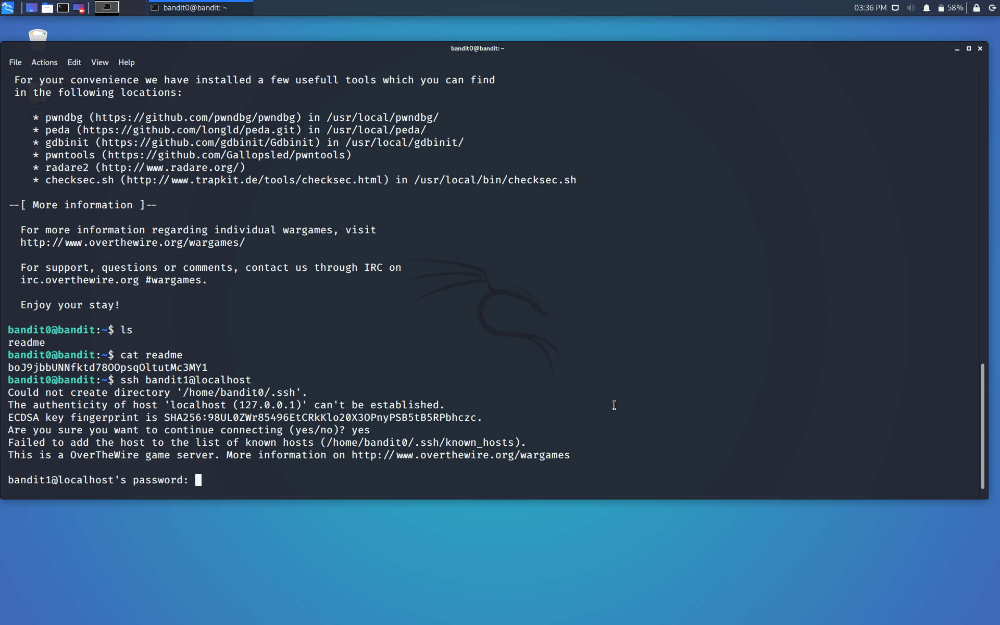 bandit0@bandit: ~
03:36 PM
58%
bandit0@bandit:~
File Actions Edit View Help
For your convenience we have installed a few usefull tools which you can find
in the following locations:
* pwndbg (https://github.com/pwndbg/pwndbg) in /usr/local/pwndbg/
* peda (https://github.com/longld/peda.git) in /usr/local/peda/
* gdbinit (https://github.com/gdbinit/Gdbinit) in /usr/local/gdbinit/
* pwntools (https://github.com/Gallopsled/pwntools)
* radare2 (http://www.radare.org/)
* checksec.sh (http://www.trapkit.de/tools/checksec.html) in /usr/local/bin/checksec.sh
--[ More information ]--
For more information regarding individual wargames, visit
http://www.overthewire.org/wargames/
For support, questions or comments, contact us through IRC on
irc.overthewire.org #wargames.
Enjoy your stay!
bandit0@bandit:~$ ls
readme
bandit0@bandit:~$ cat readme
boJ9jbbUNNfktd78OOpsqOltutMc3MY1
bandit0@bandit:~$ ssh bandit1@localhost
Could not create directory '/home/bandit0/.ssh'.
The authenticity of host 'localhost (127.0.0.1)' can't be established.
ECDSA key fingerprint is SHA256:98UL0ZWr85496EtCRkKlo20X3OPnyPSB5tB5RPbhczc.
Are you sure you want to continue connecting (yes/no)? yes
Failed to add the host to the list of known hosts (/home/bandit0/.ssh/known_hosts).
This is a OverTheWire game server. More information on http://www.overthewire.org/wargames
bandit1@localhost's password: